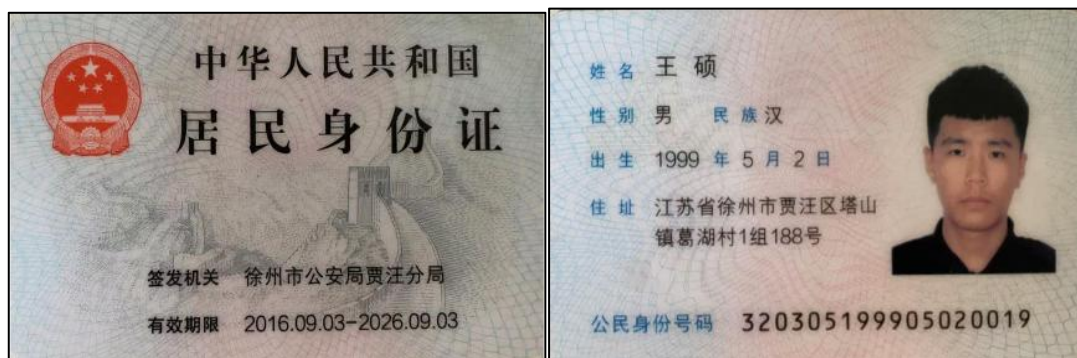 中华人民共和国
居民身份证
签发机关 徐州市公安局贾汪分局
有效期限 2016.09.03-2026.09.03
姓名 王硕
性别 男 民族 汉
出生 1999 年 5 月 2 日
住址 江苏省徐州市贾汪区塔山
镇葛湖村1组188号
公民身份号码 320305199905020019